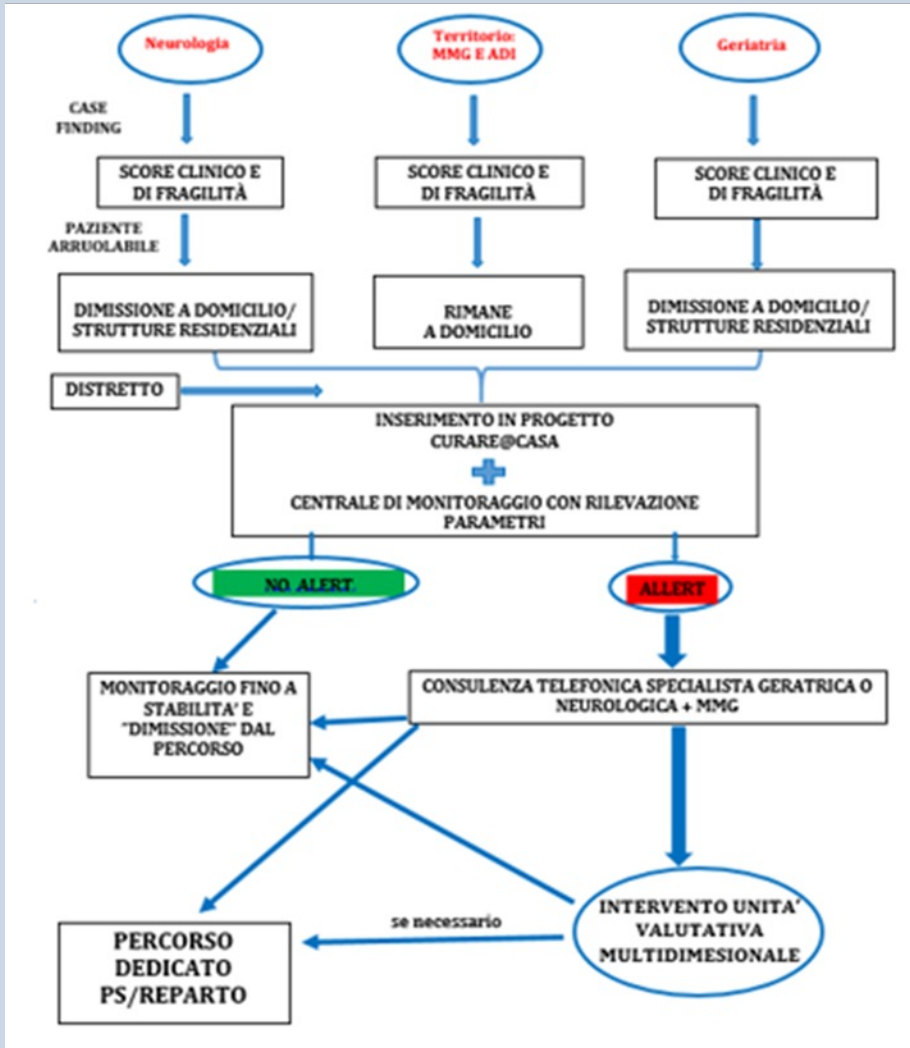 Neurologia
Territorio:
MMG E ADI
Geriatria
CASE
FINDING
SCORE CLINICO E
DI FRAGILITÀ
SCORE CLINICO E
DI FRAGILITÀ
SCORE CLINICO E
DI FRAGILITÀ
PAZIENTE
ARRUOLABILE
DIMISSIONE A DOMICILIO/
STRUTTURE RESIDENZIALI
RIMANE
A DOMICILIO
DIMISSIONE A DOMICILIO/
STRUTTURE RESIDENZIALI
DISTRETTO
INSERIMENTO IN PROGETTO
CURARE@CASA
CENTRALE DI MONITORAGGIO CON RILEVAZIONE
PARAMETRI
NO. ALERT.
ALLERT
MONITORAGGIO FINO A
STABILITA' E
"DIMISSIONE" DAL
PERCORSO
CONSULENZA TELEFONICA SPECIALISTA GERATRICA O
NEUROLOGICA + MMG
se necessario
INTERVENTO UNITA'
VALUTATIVA
MULTIDIMESIONALE
PERCORSO
DEDICATO
PS/REPARTO